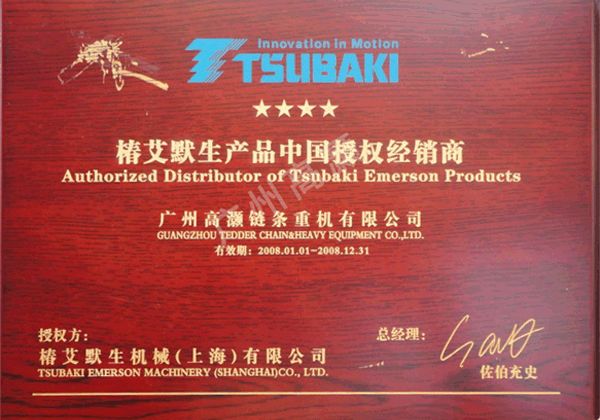 Innovation in Motion
TSUBAKI
椿艾默生产品中国授权经销商
Authorized Distributor of Tsubaki Emerson Products
广州高灏链条重机有限公司
GUANGZHOU TEDDER CHAIN&HEAVY EQUIPMENT CO.,LTD.
有效期：2008.01.01-2008.12.31
授权方：
椿艾默生机械(上海)有限公司
TSUBAKI EMERSON MACHINERY (SHANGHAI)CO., LTD.
总经理：
佐伯充史